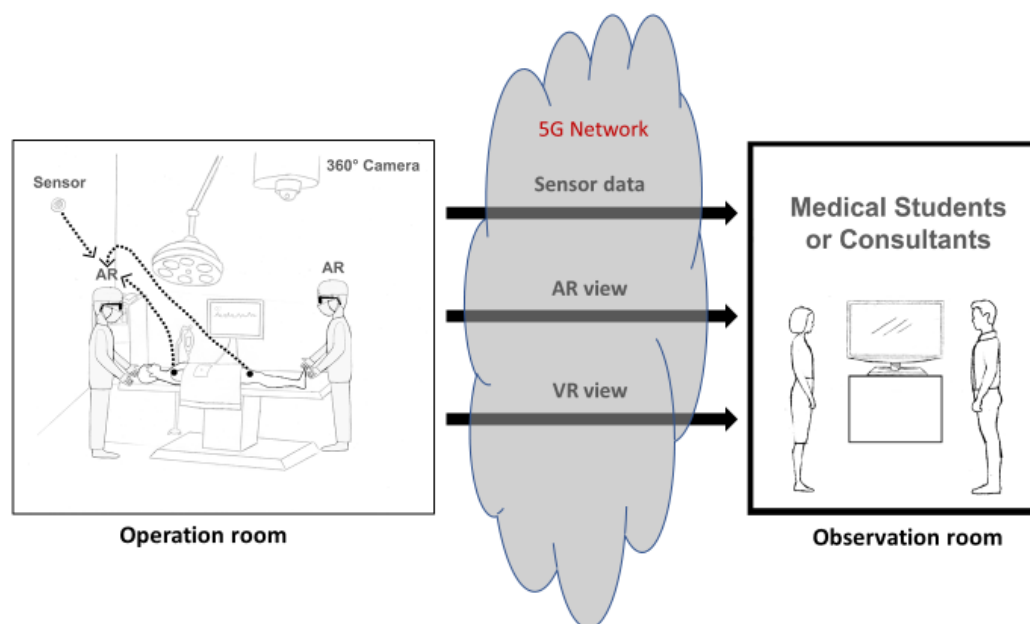 5G Network
360° Camera
Sensor
AR
AR
Sensor data
AR view
VR view
Medical Students
or Consultants
Operation room
Observation room